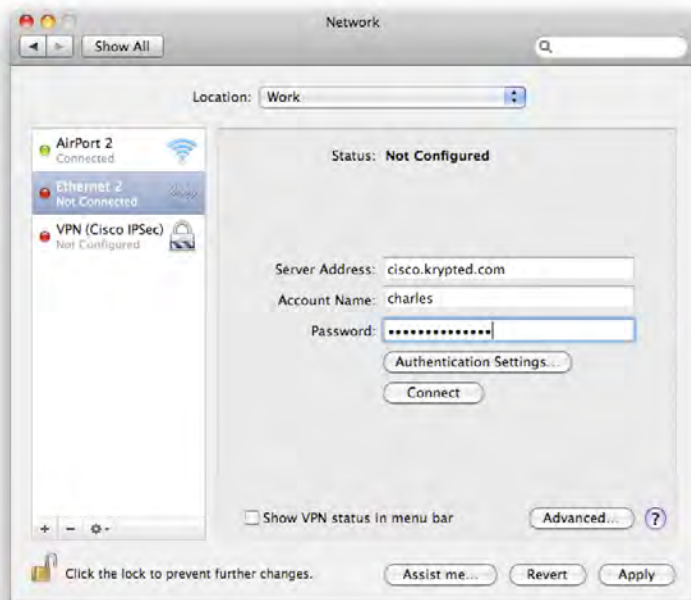 Network
Show All
Location: Work
AirPort 2
Connected
Ethernet 2
Not Connected
VPN (Cisco IPSec)
Not Configured
Status: Not Configured
Server Address: cisco.krypted.com
Account Name: charles
Password: ••••••••••••••
Authentication Settings...
Connect
Show VPN status in menu bar
Advanced...
?
Click the lock to prevent further changes.
Assist me...
Revert
Apply